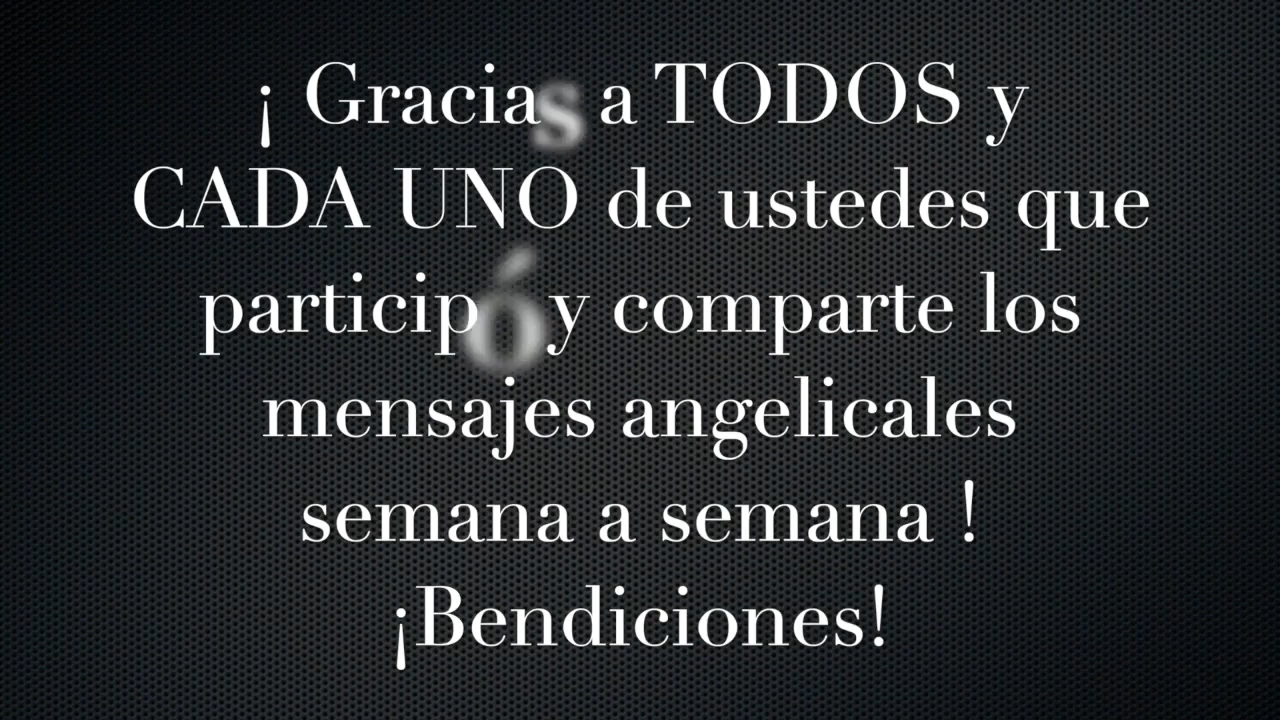 ¡ Gracias a TODOS y
CADA UNO de ustedes que
participó y comparte los
mensajes angelicales
semana a semana !
¡Bendiciones!